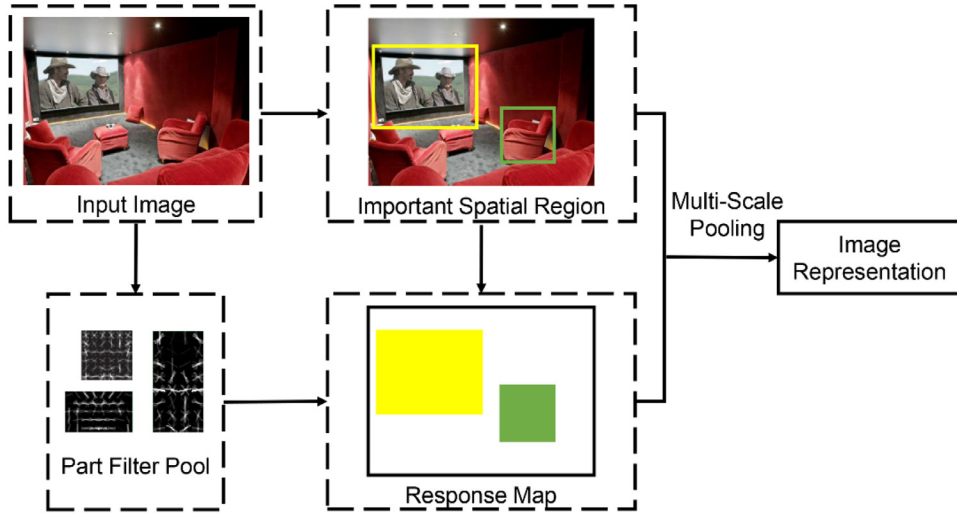 Input Image
Important Spatial Region
Multi-Scale
Pooling
Image
Representation
Part Filter Pool
Response Map